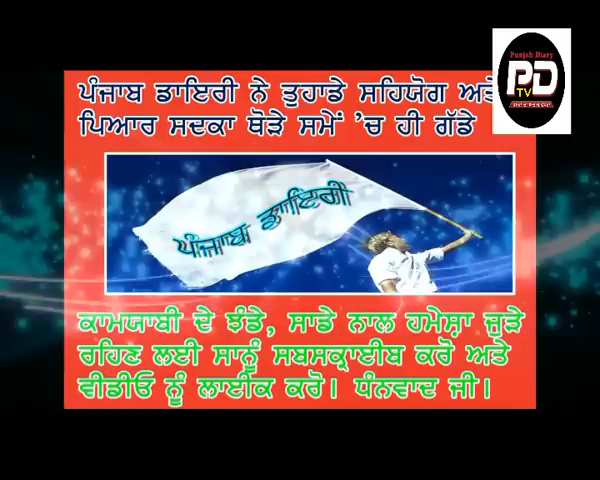 Punjab Diary
PD
TV
ਪੰਜਾਬ ਡਾਇਰੀ ਨੇ ਤੁਹਾਡੇ ਸਹਿਯੋਗ ਅਤੇ
ਪਿਆਰ ਸਦਕਾ ਥੋੜੇ ਸਮੇਂ 'ਚ ਹੀ ਗੱਡੇ
ਪੰਜਾਬ ਡਾਇਰੀ
ਕਾਮਯਾਬੀ ਦੇ ਝੰਡੇ, ਸਾਡੇ ਨਾਲ ਹਮੇਸ਼ਾ ਜੁੜੇ
ਰਹਿਣ ਲਈ ਸਾਨੂੰ ਸਬਸਕ੍ਰਾਈਬ ਕਰੋ ਅਤੇ
ਵੀਡੀਓ ਨੂੰ ਲਾਈਕ ਕਰੋ। ਧੰਨਵਾਦ ਜੀ।